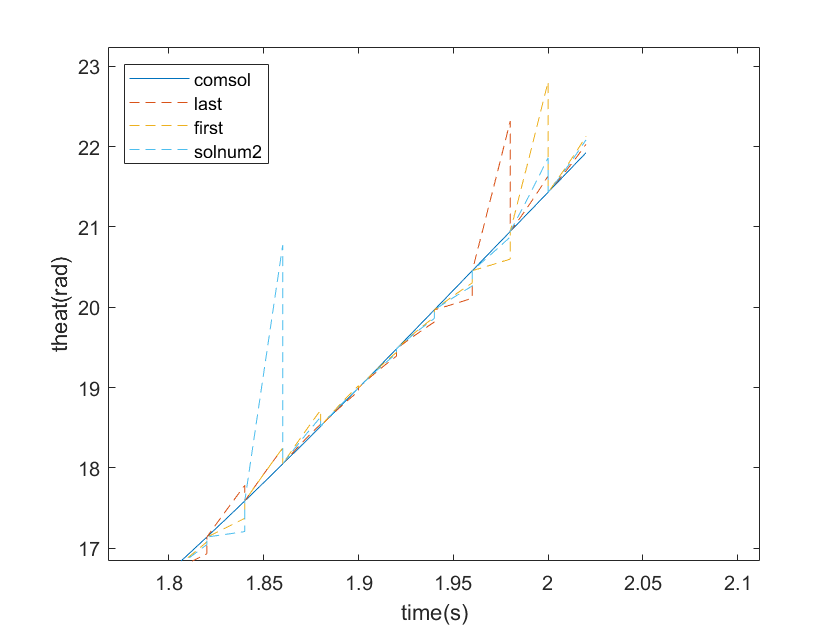 23
22
21
20
19
18
17
comsol
last
first
solnum2
theat(rad)
1.8 1.85 1.9 1.95 2 2.05 2.1
time(s)